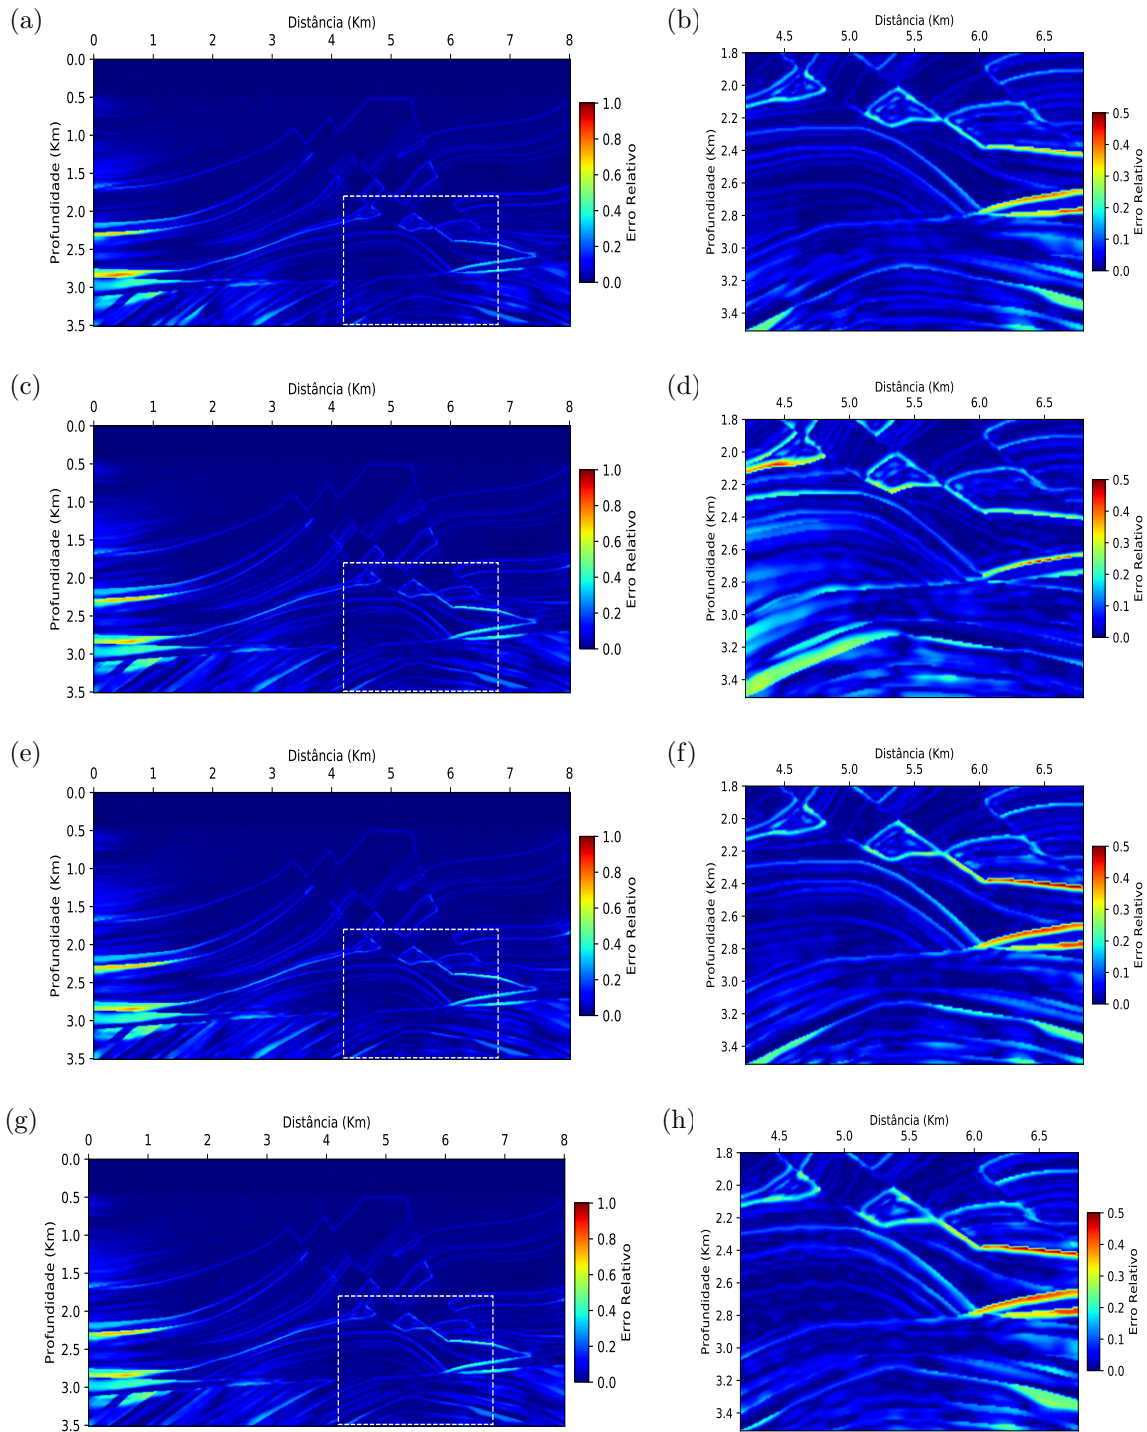 (a)
Distância (Km)
0 1 2 3 4 5 6 7 8
0.0
0.5
1.0
1.5
2.0
2.5
3.0
3.5
Profundidade (Km)
1.0
0.8
0.6
0.4
0.2
0.0
Erro Relativo
(b)
Distância (Km)
4.5 5.0 5.5 6.0 6.5
1.8
2.0
2.2
2.4
2.6
2.8
3.0
3.2
3.4
Profundidade (Km)
0.5
0.4
0.3
0.2
0.1
0.0
Erro Relativo
(c)
Distância (Km)
0 1 2 3 4 5 6 7 8
0.0
0.5
1.0
1.5
2.0
2.5
3.0
3.5
Profundidade (Km)
1.0
0.8
0.6
0.4
0.2
0.0
Erro Relativo
(d)
Distância (Km)
4.5 5.0 5.5 6.0 6.5
1.8
2.0
2.2
2.4
2.6
2.8
3.0
3.2
3.4
Profundidade (Km)
0.5
0.4
0.3
0.2
0.1
0.0
Erro Relativo
(e)
Distância (Km)
0 1 2 3 4 5 6 7 8
0.0
0.5
1.0
1.5
2.0
2.5
3.0
3.5
Profundidade (Km)
1.0
0.8
0.6
0.4
0.2
0.0
Erro Relativo
(f)
Distância (Km)
4.5 5.0 5.5 6.0 6.5
1.8
2.0
2.2
2.4
2.6
2.8
3.0
3.2
3.4
Profundidade (Km)
0.5
0.4
0.3
0.2
0.1
0.0
Erro Relativo
(g)
Distância (Km)
0 1 2 3 4 5 6 7 8
0.0
0.5
1.0
1.5
2.0
2.5
3.0
3.5
Profundidade (Km)
1.0
0.8
0.6
0.4
0.2
0.0
Erro Relativo
(h)
Distância (Km)
4.5 5.0 5.5 6.0 6.5
1.8
2.0
2.2
2.4
2.6
2.8
3.0
3.2
3.4
Profundidade (Km)
0.5
0.4
0.3
0.2
0.1
0.0
Erro Relativo